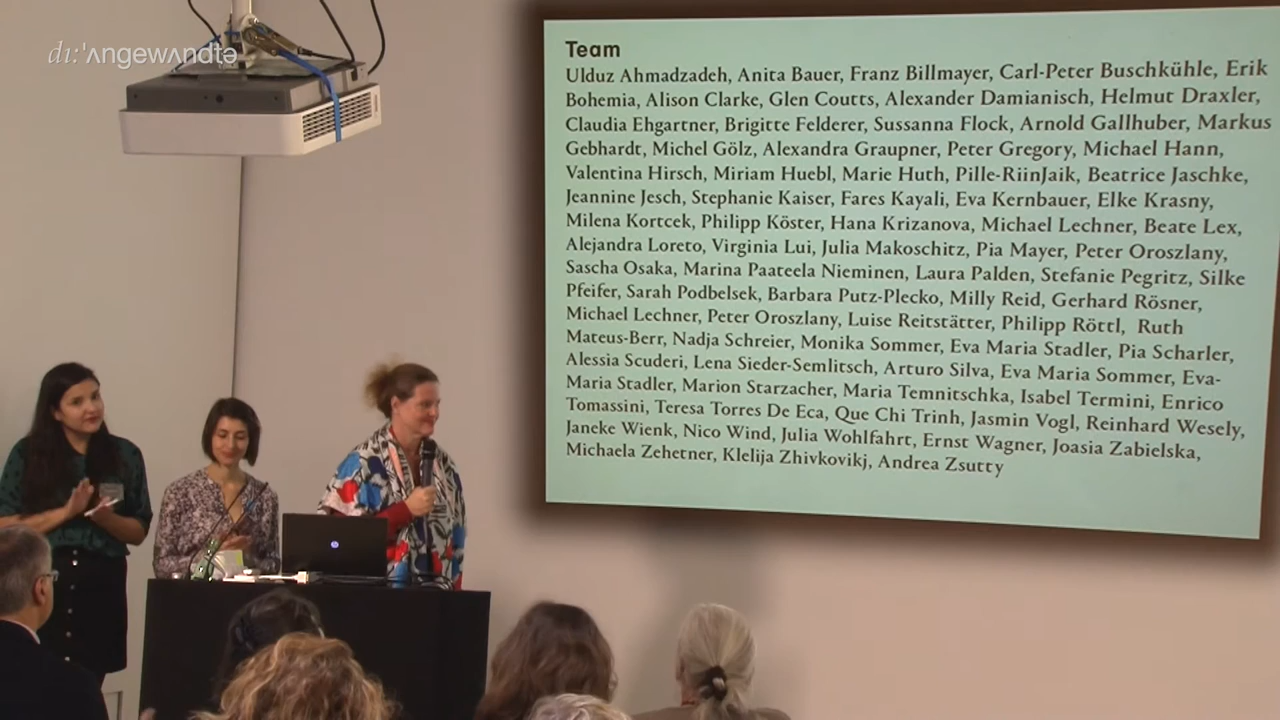 dɪ:ˈʌngewʌndtə
Team
Ulduz Ahmadzadeh, Anita Bauer, Franz Billmayer, Carl-Peter Buschkühle, Erik
Bohemia, Alison Clarke, Glen Coutts, Alexander Damianisch, Helmut Draxler,
Claudia Ehgartner, Brigitte Felderer, Sussanna Flock, Arnold Gallhuber, Markus
Gebhardt, Michel Gölz, Alexandra Graupner, Peter Gregory, Michael Hann,
Valentina Hirsch, Miriam Huebl, Marie Huth, Pille-RiinJaik, Beatrice Jaschke,
Jeannine Jesch, Stephanie Kaiser, Fares Kayali, Eva Kernbauer, Elke Krasny,
Milena Kortcek, Philipp Köster, Hana Krizanova, Michael Lechner, Beate Lex,
Alejandra Loreto, Virginia Lui, Julia Makoschitz, Pia Mayer, Peter Oroszlany,
Sascha Osaka, Marina Paateela Nieminen, Laura Palden, Stefanie Pegritz, Silke
Pfeifer, Sarah Podbelsek, Barbara Putz-Plecko, Milly Reid, Gerhard Rösner,
Michael Lechner, Peter Oroszlany, Luise Reitstätter, Philipp Röttl, Ruth
Mateus-Berr, Nadja Schreier, Monika Sommer, Eva Maria Stadler, Pia Scharler,
Alessia Scuderi, Lena Sieder-Semlitsch, Arturo Silva, Eva Maria Sommer, Eva-
Maria Stadler, Marion Starzacher, Maria Temnitschka, Isabel Termini, Enrico
Tomassini, Teresa Torres De Eca, Que Chi Trinh, Jasmin Vogl, Reinhard Wesely,
Janeke Wienk, Nico Wind, Julia Wohlfahrt, Ernst Wagner, Joasia Zabielska,
Michaela Zehetner, Klelija Zhivkovikj, Andrea Zsutty